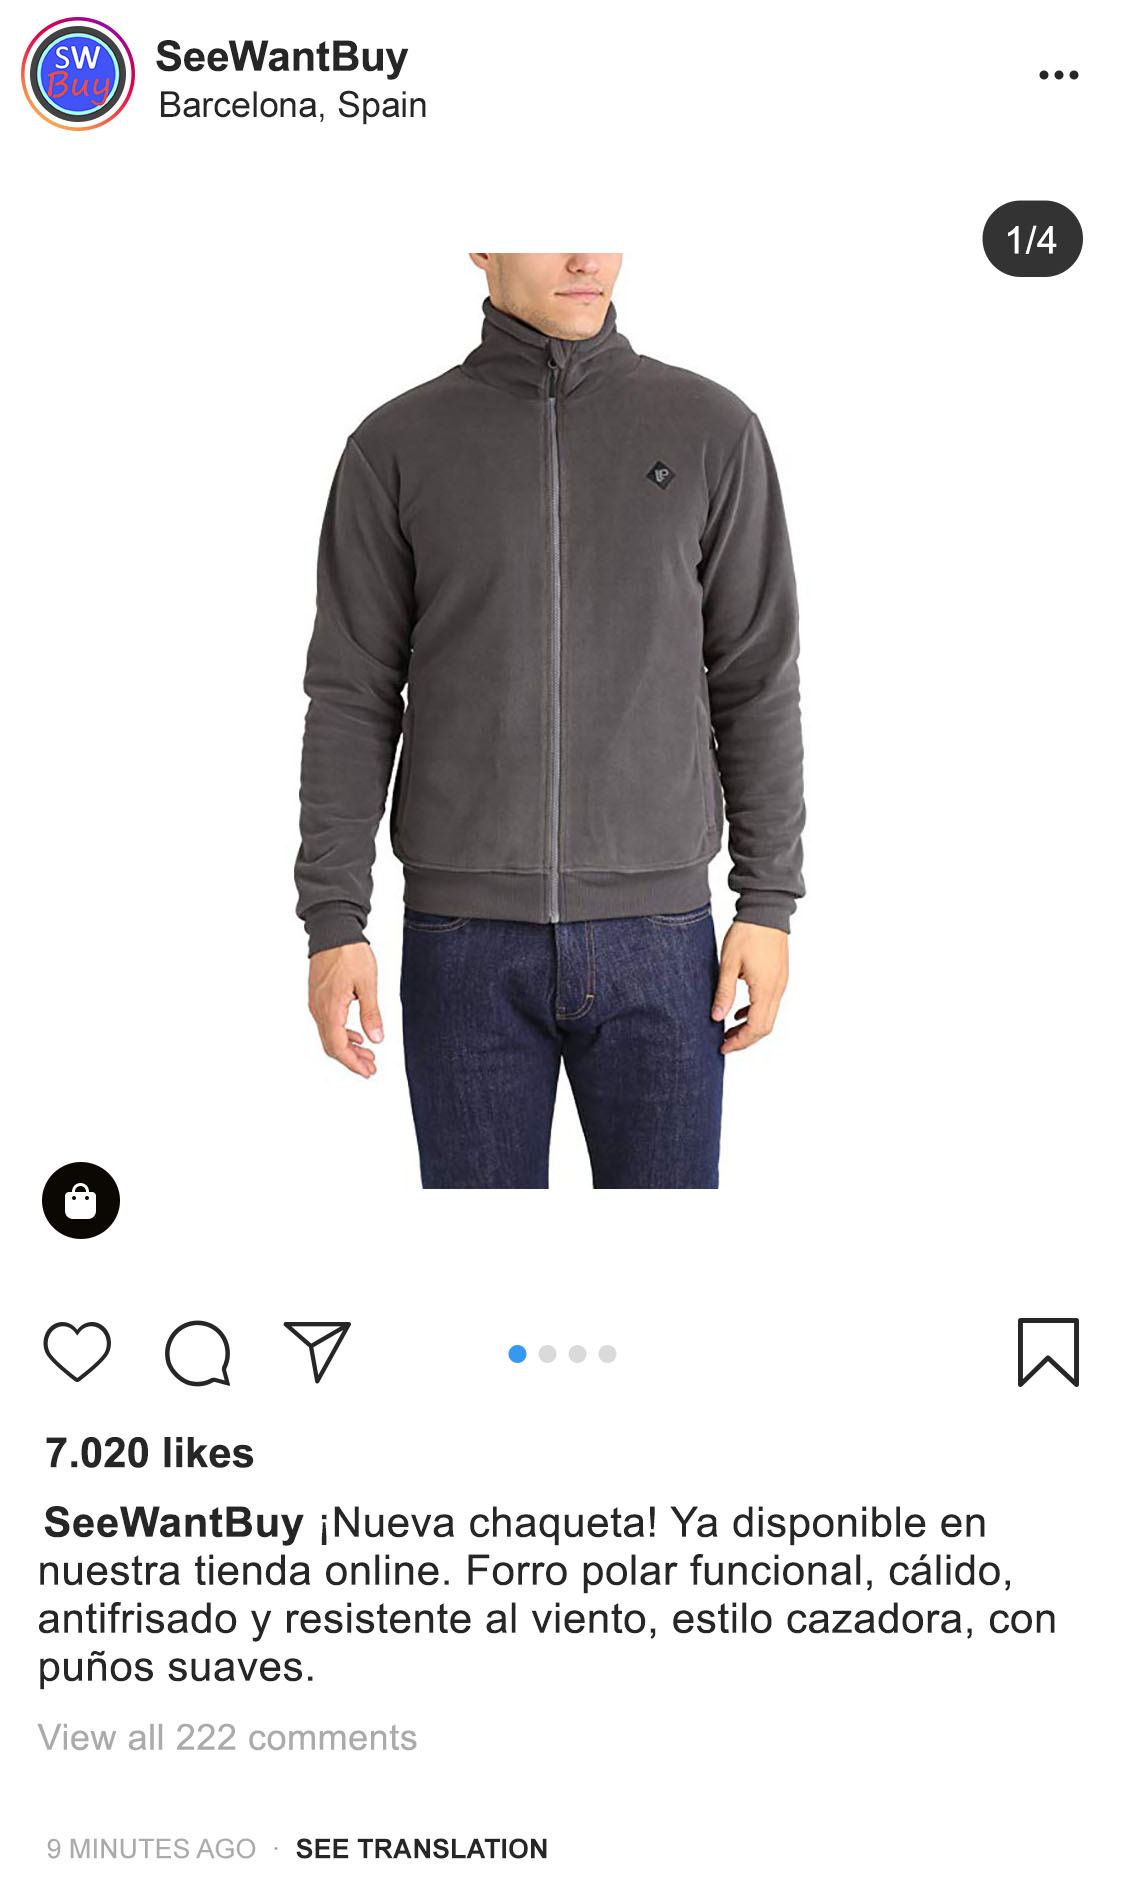 SW
Buy
SeeWantBuy
Barcelona, Spain
1/4
7.020 likes
SeeWantBuy ¡Nueva chaqueta! Ya disponible en
nuestra tienda online. Forro polar funcional, cálido,
antifrisado y resistente al viento, estilo cazadora, con
puños suaves.
View all 222 comments
9 MINUTES AGO · SEE TRANSLATION